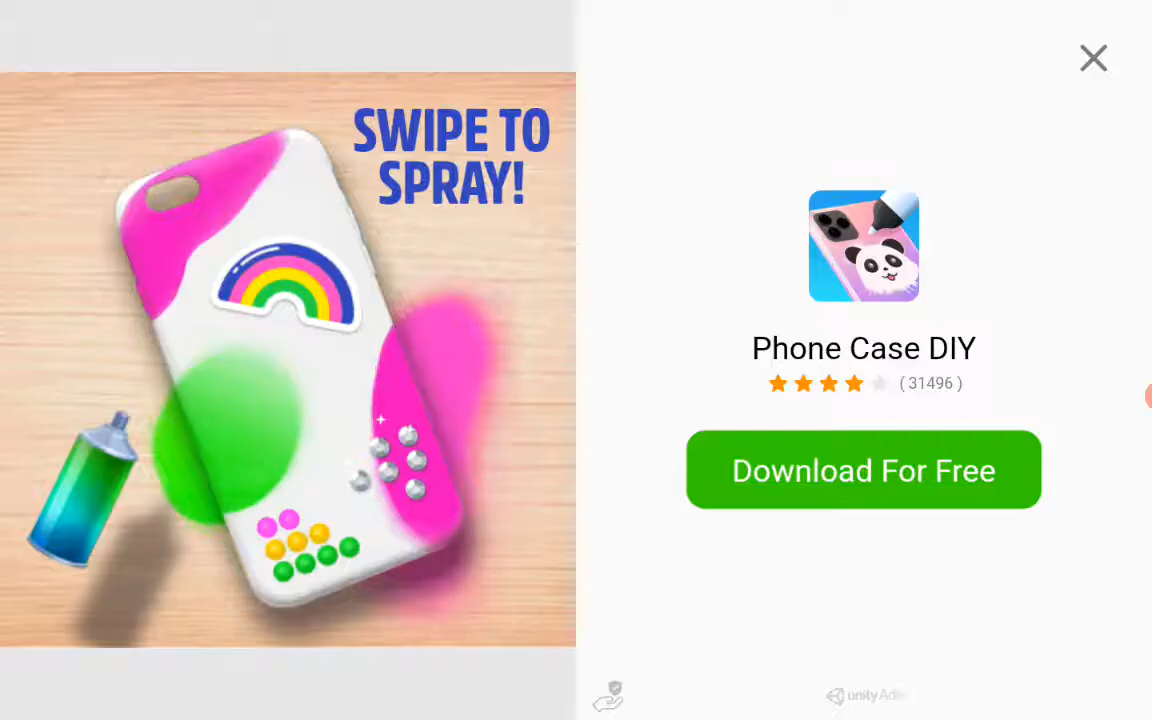 SWIPE TO
SPRAY!
Phone Case DIY
( 31496 )
Download For Free
unity Ads